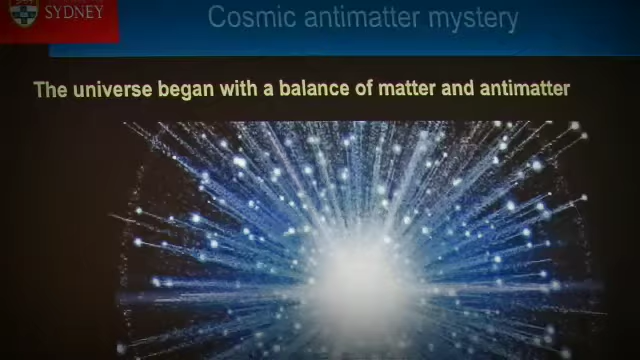 SYDNEY
Cosmic antimatter mystery
The universe began with a balance of matter and antimatter